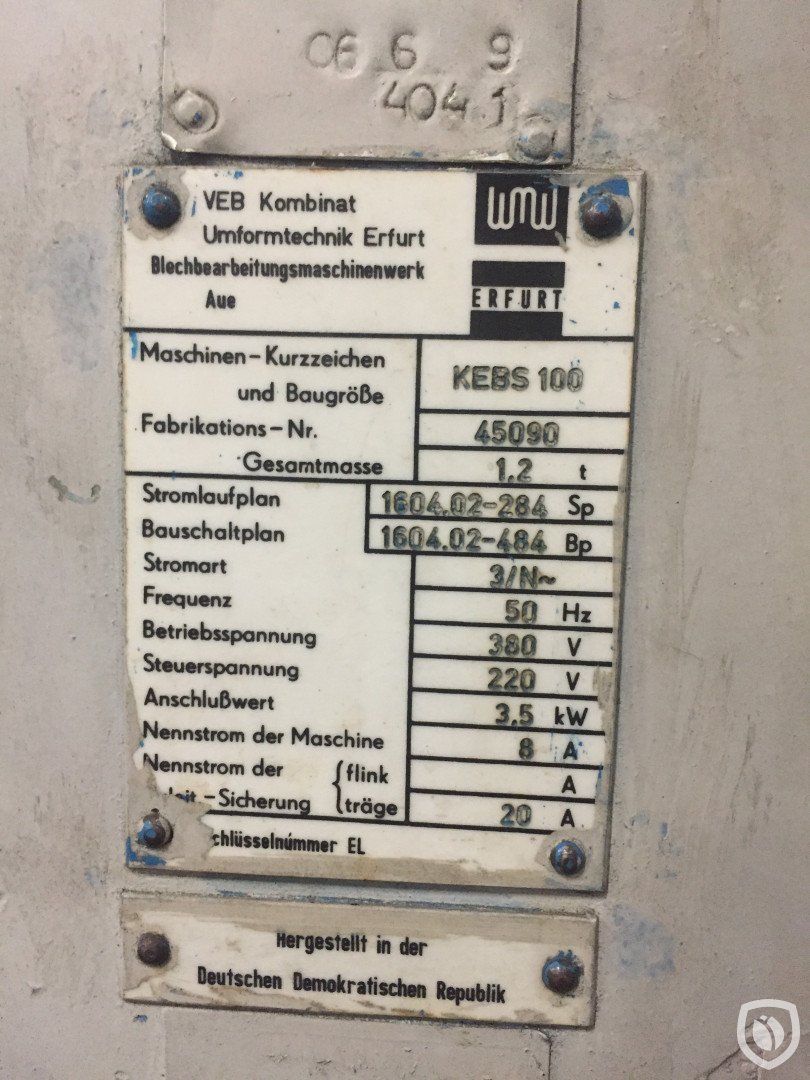 06 6 9
404 1
VEB Kombinat
Umformtechnik Erfurt
Blechbearbeitungsmaschinenwerk
Aue
WMW
ERFURT
Maschinen-Kurzzeichen
und Baugröße KEBS 100
Fabrikations-Nr. 45090
Gesamtmasse 1,2 t
Stromlaufplan 1604.02-284 Sp
Bauschaltplan 1604.02-484 Bp
Stromart 3/N~
Frequenz 50 Hz
Betriebsspannung 380 V
Steuerspannung 220 V
Anschlußwert 3,5 kW
Nennstrom der Maschine 8 A
Nennstrom der { flink A
-Sicherung träge 20 A
chlüsselnummer EL
Hergestellt in der
Deutschen Demokratischen Republik